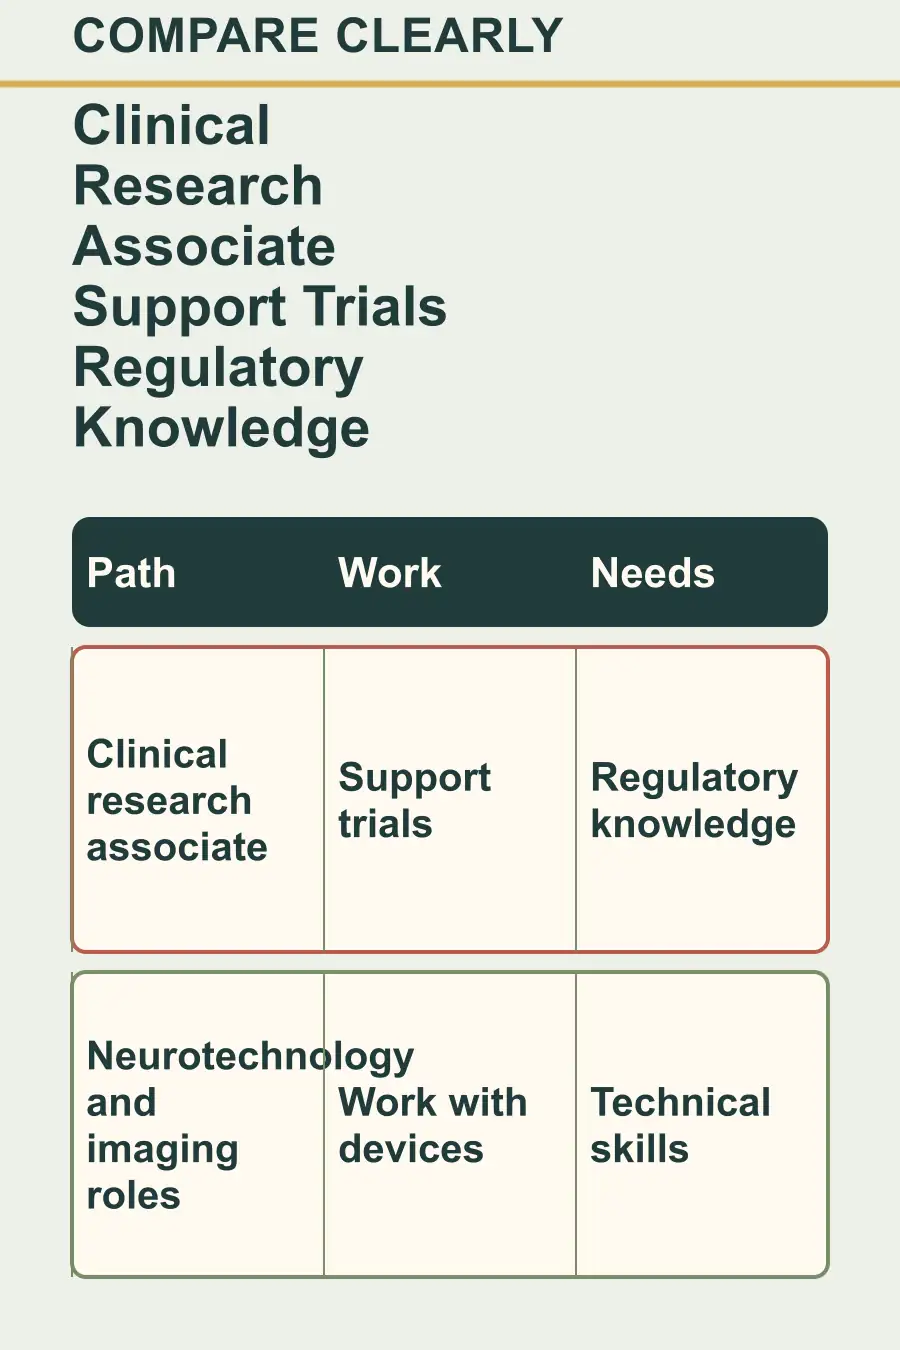 COMPARE CLEARLY
Clinical
Research
Associate
Support Trials
Regulatory
Knowledge
Path Work Needs
Clinical
research
associate
Support
trials
Regulatory
knowledge
Neurotechnology
and
imaging
roles
Work with
devices
Technical
skills